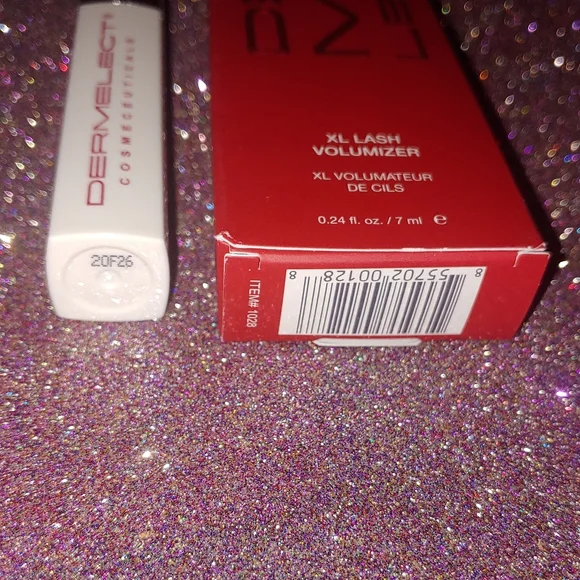 DERMELECT
COSMECEUTICALS
20F26
XL LASH
VOLUMIZER
XL VOLUMATEUR
DE CILS
0.24 fl. oz. / 7 ml e
ITEM# 1028
8 55702 00128 8